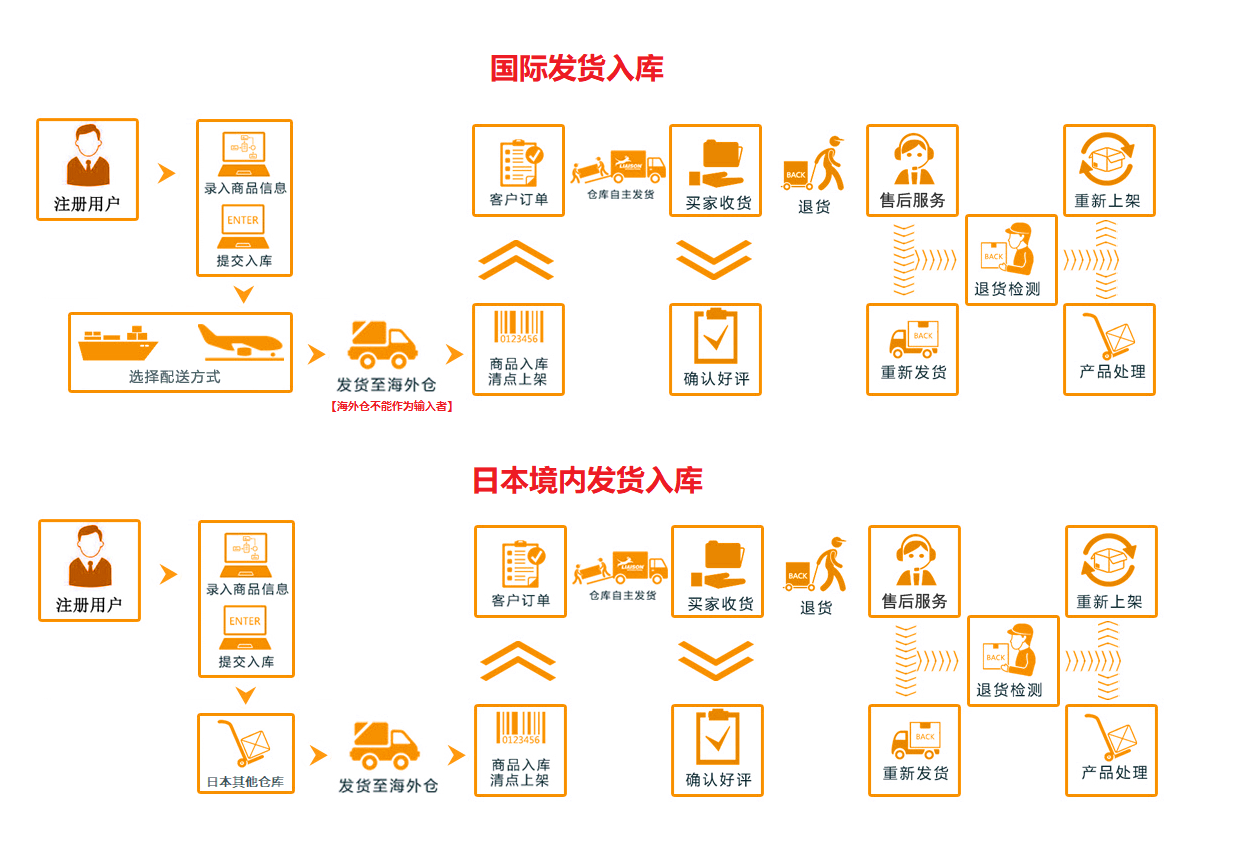 国际发货入库
注册用户
录入商品信息
ENTER
提交入库
选择配送方式
发货至海外仓
【海外仓不能作为输入者】
0123456
商品入库
清点上架
客户订单
LIAISON
仓库自主发货
买家收货
确认好评
BACK
退货
售后服务
BACK
重新发货
BACK
退货检测
重新上架
产品处理
日本境内发货入库
注册用户
录入商品信息
ENTER
提交入库
日本其他仓库
发货至海外仓
0123456
商品入库
清点上架
客户订单
LIAISON
仓库自主发货
买家收货
确认好评
BACK
退货
售后服务
BACK
重新发货
BACK
退货检测
重新上架
产品处理